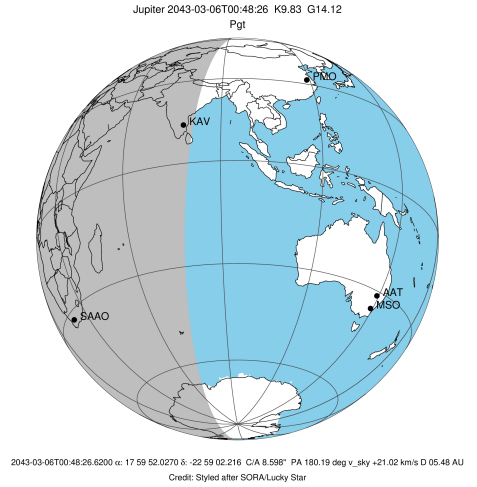 Jupiter 2043-03-06T00:48:26 K9.83 G14.12
Pgt
PMO
KAV
AAT
MSO
SAAO
2043-03-06T00:48:26.6200 α: 17 59 52.0270 δ: -22 59 02.216 C/A 8.598" PA 180.19 deg v_sky +21.02 km/s D 05.48 AU
Credit: Styled after SORA/Lucky Star